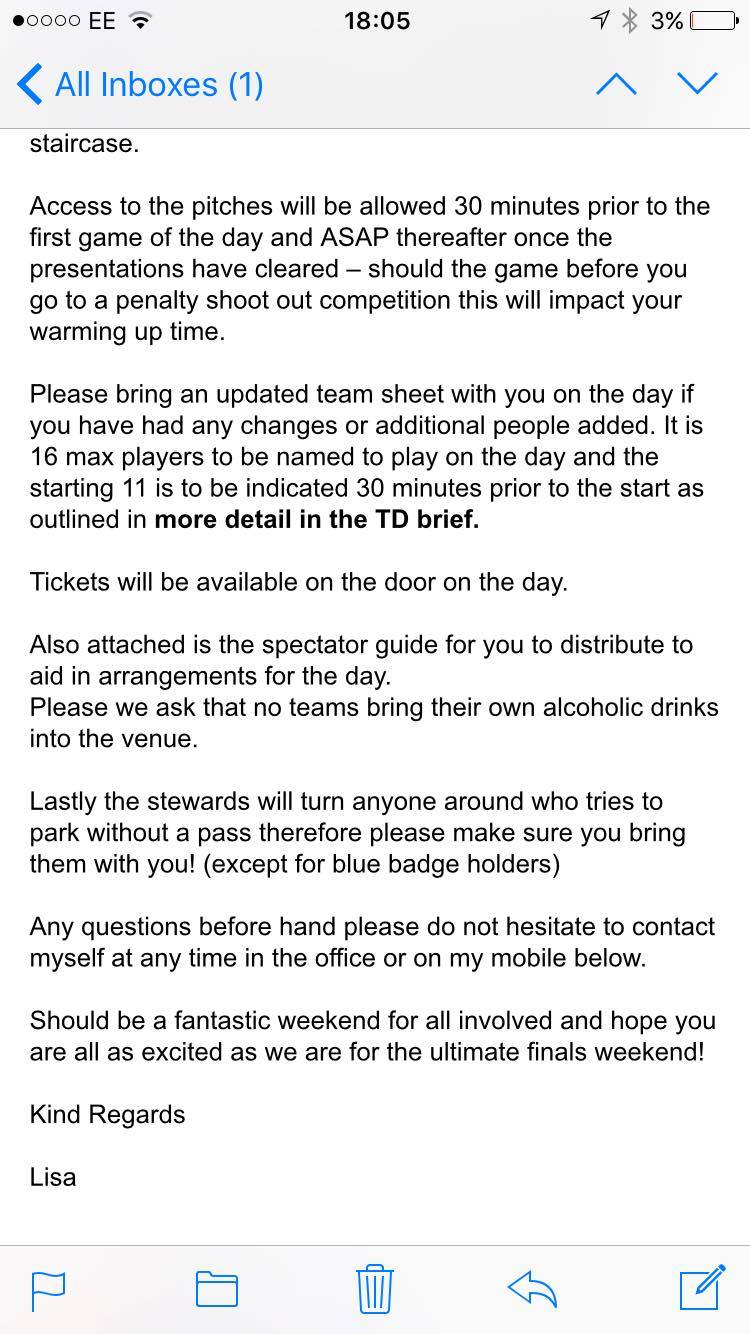 EE 18:05 3%
All Inboxes (1)
staircase.
Access to the pitches will be allowed 30 minutes prior to the
first game of the day and ASAP thereafter once the
presentations have cleared – should the game before you
go to a penalty shoot out competition this will impact your
warming up time.
Please bring an updated team sheet with you on the day if
you have had any changes or additional people added. It is
16 max players to be named to play on the day and the
starting 11 is to be indicated 30 minutes prior to the start as
outlined in more detail in the TD brief.
Tickets will be available on the door on the day.
Also attached is the spectator guide for you to distribute to
aid in arrangements for the day.
Please we ask that no teams bring their own alcoholic drinks
into the venue.
Lastly the stewards will turn anyone around who tries to
park without a pass therefore please make sure you bring
them with you! (except for blue badge holders)
Any questions before hand please do not hesitate to contact
myself at any time in the office or on my mobile below.
Should be a fantastic weekend for all involved and hope you
are all as excited as we are for the ultimate finals weekend!
Kind Regards
Lisa